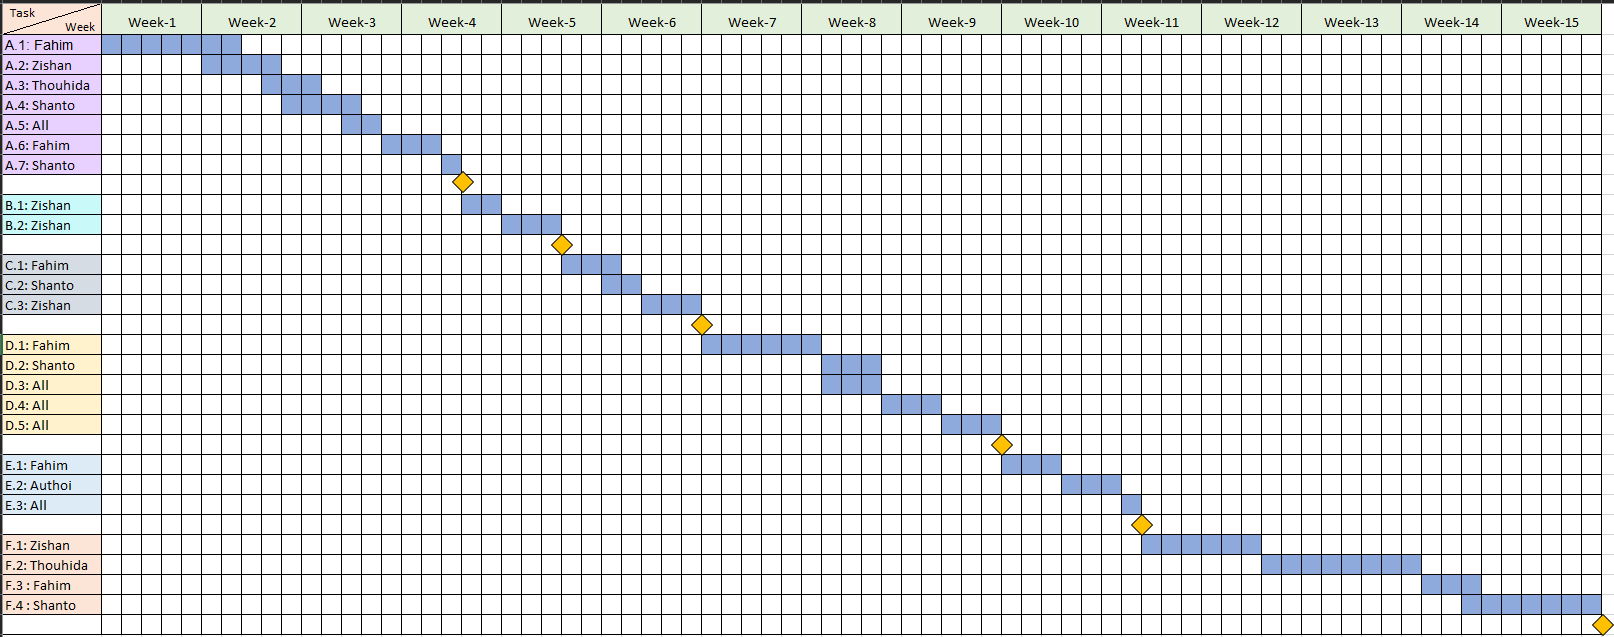 Task
Week
Week-1 Week-2 Week-3 Week-4 Week-5 Week-6 Week-7 Week-8 Week-9 Week-10 Week-11 Week-12 Week-13 Week-14 Week-15
A.1: Fahim
A.2: Zishan
A.3: Thouhida
A.4: Shanto
A.5: All
A.6: Fahim
A.7: Shanto
B.1: Zishan
B.2: Zishan
C.1: Fahim
C.2: Shanto
C.3: Zishan
D.1: Fahim
D.2: Shanto
D.3: All
D.4: All
D.5: All
E.1: Fahim
E.2: Authoi
E.3: All
F.1: Zishan
F.2: Thouhida
F.3 : Fahim
F.4 : Shanto